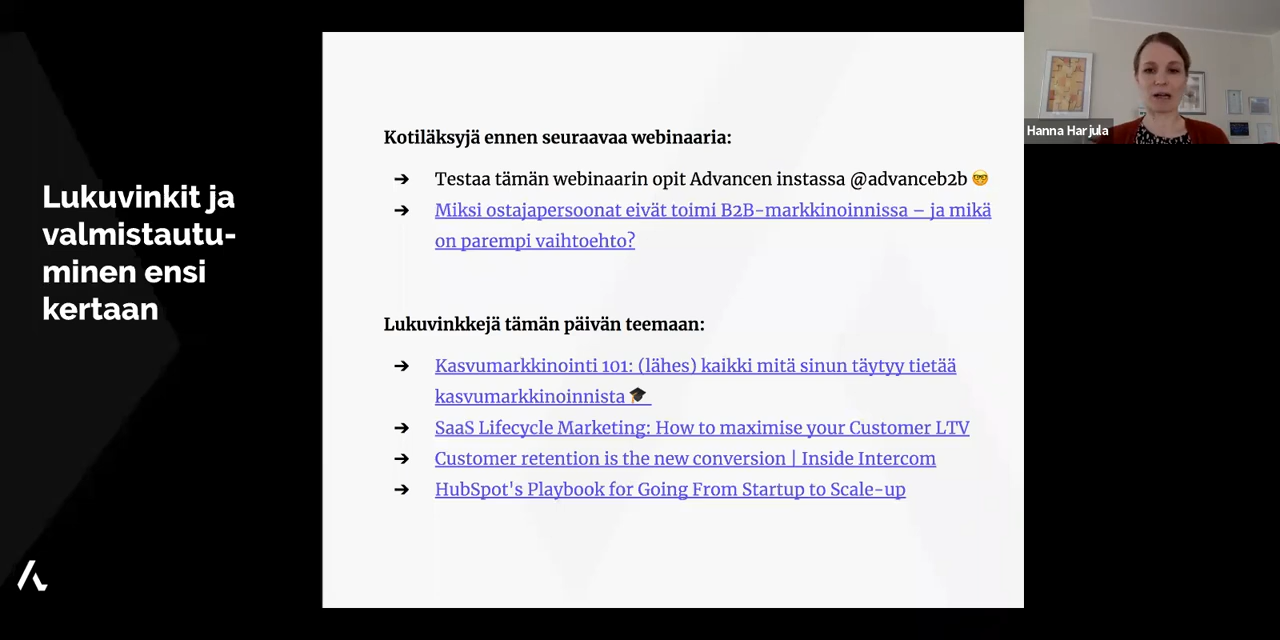 Lukuvinkit ja
valmistautu-
minen ensi
kertaan
Kotiläksyjä ennen seuraavaa webinaaria:
➔ Testaa tämän webinaarin opit Advancen instassa @advanceb2b 🤓
➔ Miksi ostajapersoonat eivät toimi B2B-markkinoinnissa – ja mikä
on parempi vaihtoehto?
Lukuvinkkejä tämän päivän teemaan:
➔ Kasvumarkkinointi 101: (lähes) kaikki mitä sinun täytyy tietää
kasvumarkkinoinnista 🎓
➔ SaaS Lifecycle Marketing: How to maximise your Customer LTV
➔ Customer retention is the new conversion | Inside Intercom
➔ HubSpot's Playbook for Going From Startup to Scale-up
Hanna Harjula